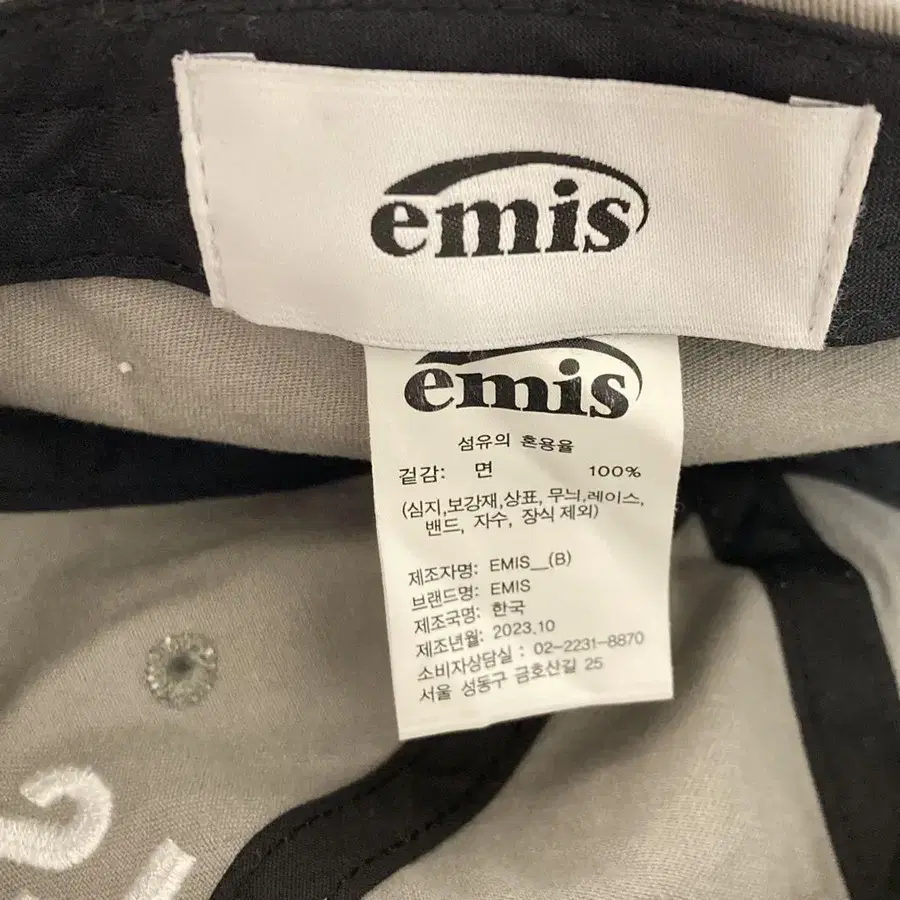 emis
emis
섬유의 혼용율
겉감: 면 100%
(심지,보강재,상표, 무늬,레이스,
밴드, 자수, 장식 제외)
제조자명: EMIS__(B)
브랜드명: EMIS
제조국명: 한국
제조년월: 2023.10
소비자상담실 : 02-2231-8870
서울 성동구 금호산길 25